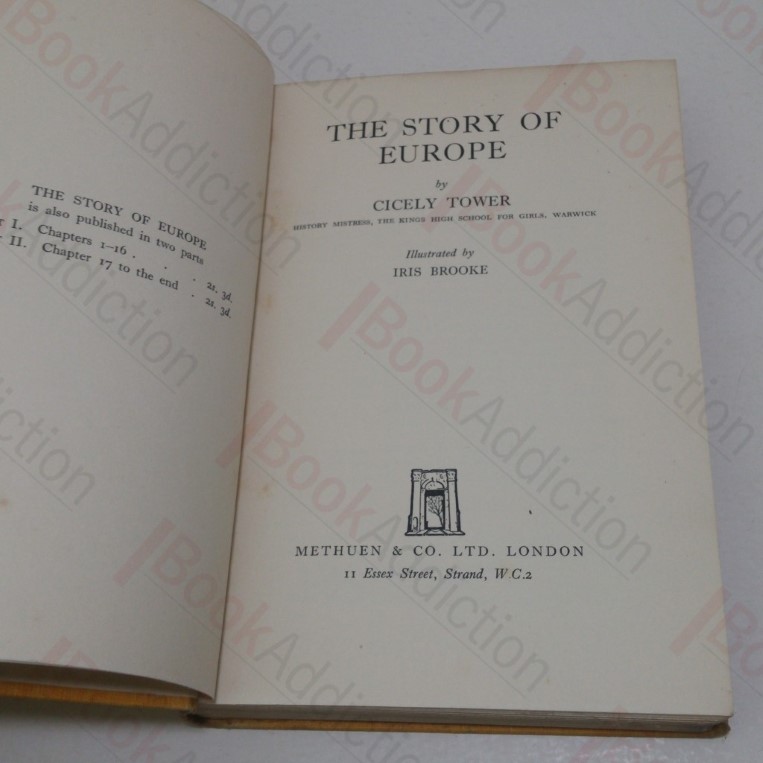 THE STORY OF EUROPE
is also published in two parts
I. Chapters 1–16 . . . 2s. 3d.
II. Chapter 17 to the end . 2s. 3d.
THE STORY OF
EUROPE
by
CICELY TOWER
HISTORY MISTRESS, THE KINGS HIGH SCHOOL FOR GIRLS, WARWICK
Illustrated by
IRIS BROOKE
METHUEN & CO. LTD. LONDON
11 Essex Street, Strand, W.C.2
BookAddiction